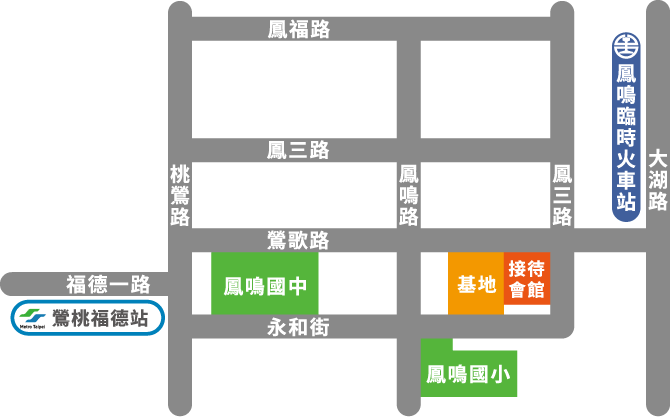 鳳福路
鳳鳴臨時火車站
鳳三路
大湖路
桃鶯路
鳳鳴路
鳳三路
鶯歌路
接待
會館
福德一路
鳳鳴國中
基地
Metro Taipei
鶯桃福德站
永和街
鳳鳴國小